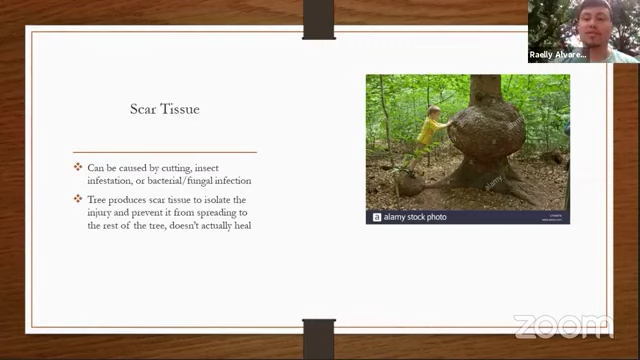 Raelly Alvare...
Scar Tissue
Can be caused by cutting, insect
infestation, or bacterial/fungal infection
Tree produces scar tissue to isolate the
injury and prevent it from spreading to
the rest of the tree, doesn't actually heal
alamy
a alamy stock photo
zoom